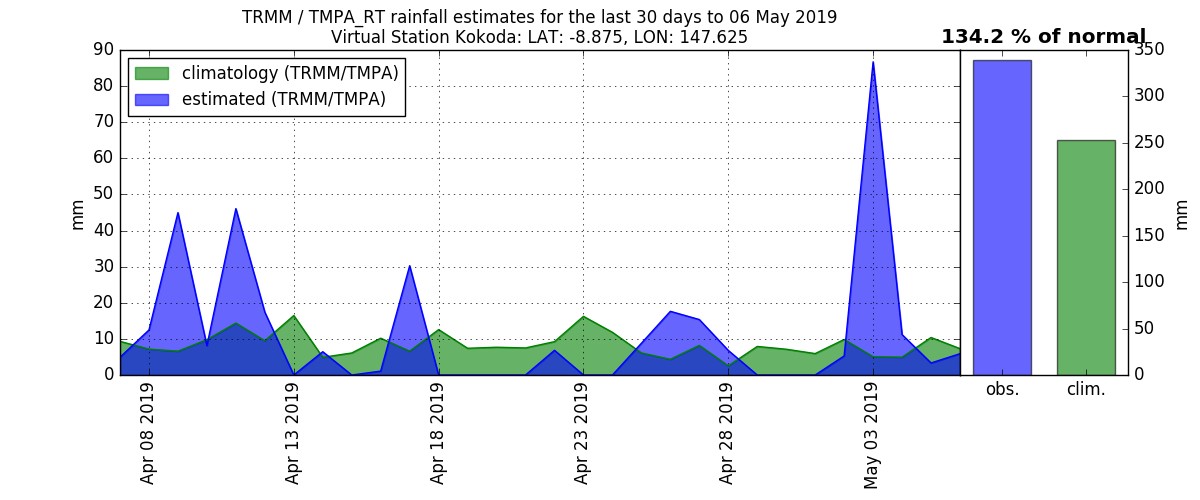 TRMM / TMPA_RT rainfall estimates for the last 30 days to 06 May 2019
Virtual Station Kokoda: LAT: -8.875, LON: 147.625
134.2 % of normal
climatology (TRMM/TMPA)
estimated (TRMM/TMPA)
mm
90
80
70
60
50
40
30
20
10
0
Apr 08 2019
Apr 13 2019
Apr 18 2019
Apr 23 2019
Apr 28 2019
May 03 2019
obs.
clim.
350
300
250
200
150
100
50
0
mm